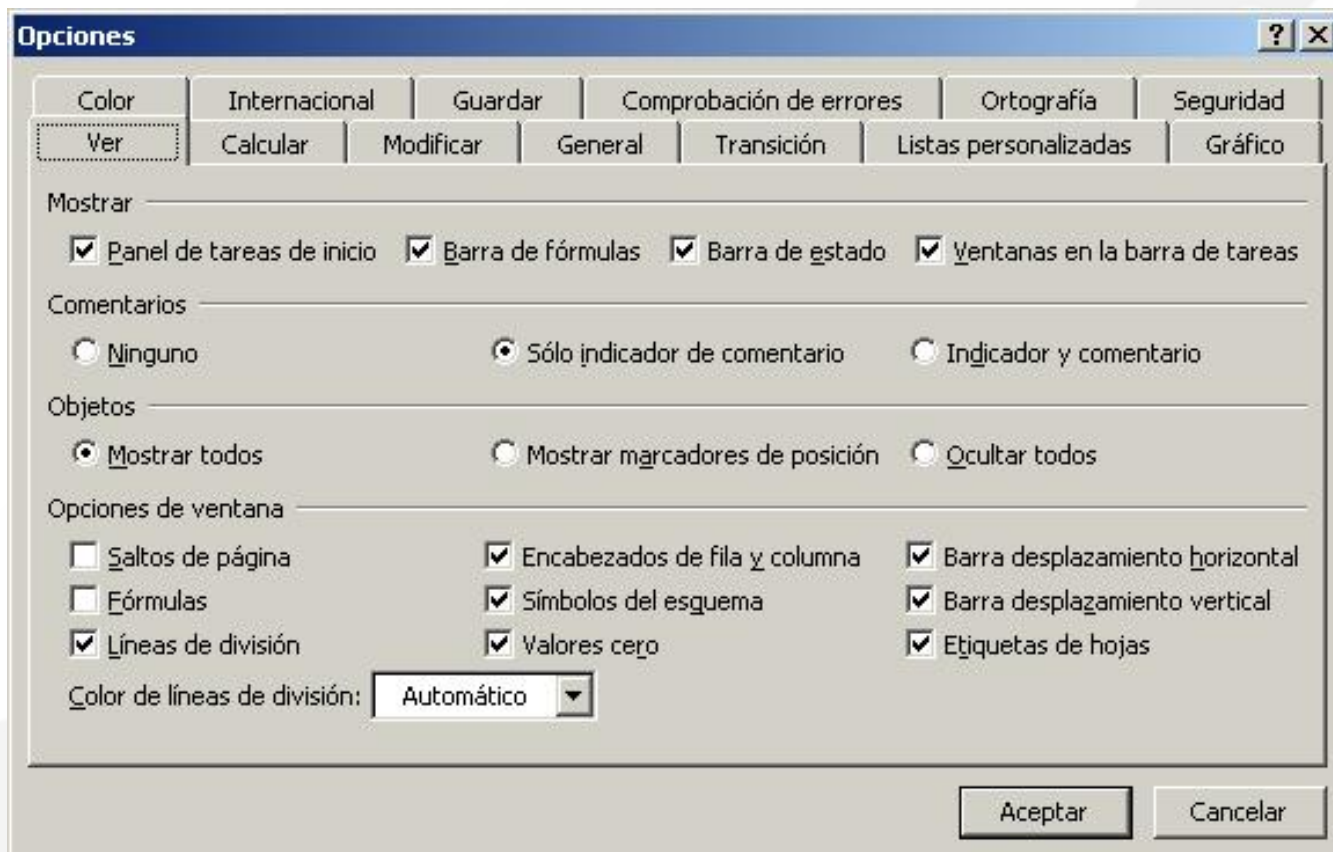 Opciones
Color Internacional Guardar Comprobación de errores Ortografía Seguridad
Ver Calcular Modificar General Transición Listas personalizadas Gráfico
Mostrar
Panel de tareas de inicio Barra de fórmulas Barra de estado Ventanas en la barra de tareas
Comentarios
Ninguno Sólo indicador de comentario Indicador y comentario
Objetos
Mostrar todos Mostrar marcadores de posición Ocultar todos
Opciones de ventana
Saltos de página Encabezados de fila y columna Barra desplazamiento horizontal
Fórmulas Símbolos del esquema Barra desplazamiento vertical
Líneas de división Valores cero Etiquetas de hojas
Color de líneas de división: Automático
Aceptar Cancelar